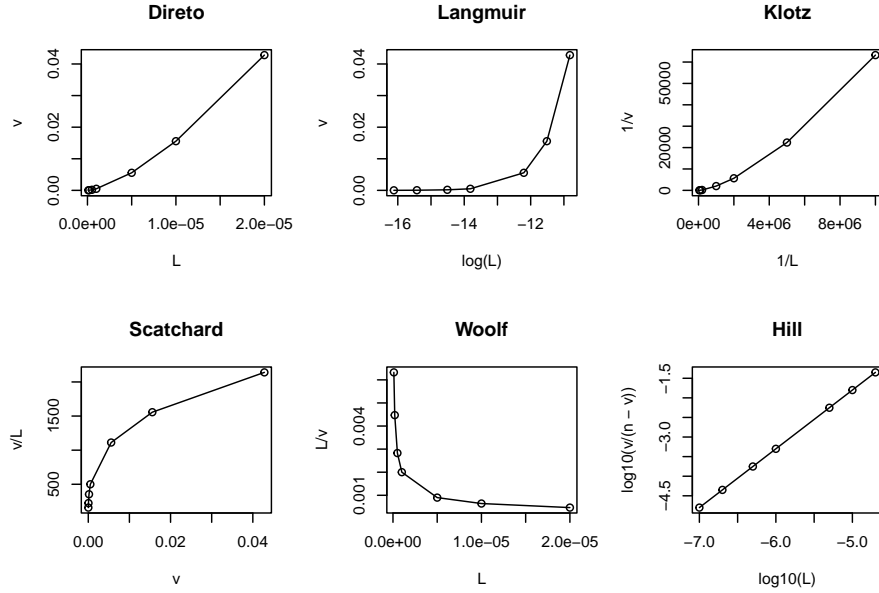 Direto
v
0.00 0.02 0.04
0.0e+00 1.0e-05 2.0e-05
L
Langmuir
v
0.00 0.02 0.04
−16 −14 −12
log(L)
Klotz
1/v
0 20000 50000
0e+00 4e+06 8e+06
1/L
Scatchard
v/L
500 1500
0.00 0.02 0.04
v
Woolf
L/v
0.001 0.004
0.0e+00 1.0e-05 2.0e-05
L
Hill
log10(v/(n − v))
−4.5 −3.0 −1.5
−7.0 −6.0 −5.0
log10(L)